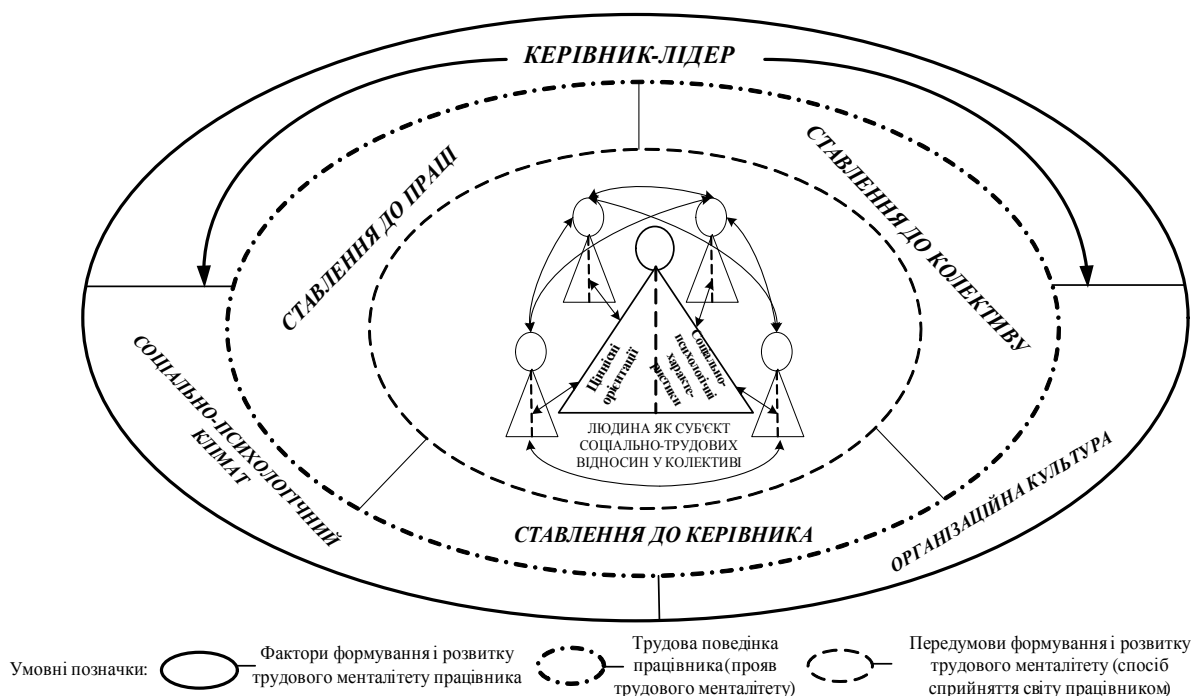 КЕРІВНИК-ЛІДЕР
СТАВЛЕННЯ ДО ПРАЦІ
СТАВЛЕННЯ ДО КОЛЕКТИВУ
Ціннісні
орієнтації
Соціально-
психологічні
характе-
ристики
ЛЮДИНА ЯК СУБ'ЄКТ
СОЦІАЛЬНО-ТРУДОВИХ
ВІДНОСИН У КОЛЕКТИВІ
СОЦІАЛЬНО-ПСИХОЛОГІЧНИЙ
КЛІМАТ
СТАВЛЕННЯ ДО КЕРІВНИКА
ОРГАНІЗАЦІЙНА КУЛЬТУРА
Умовні позначки:
Фактори формування і розвитку
трудового менталітету працівника
Трудова поведінка
працівника (прояв
трудового менталітету)
Передумови формування і розвитку
трудового менталітету (спосіб
сприйняття світу працівником)